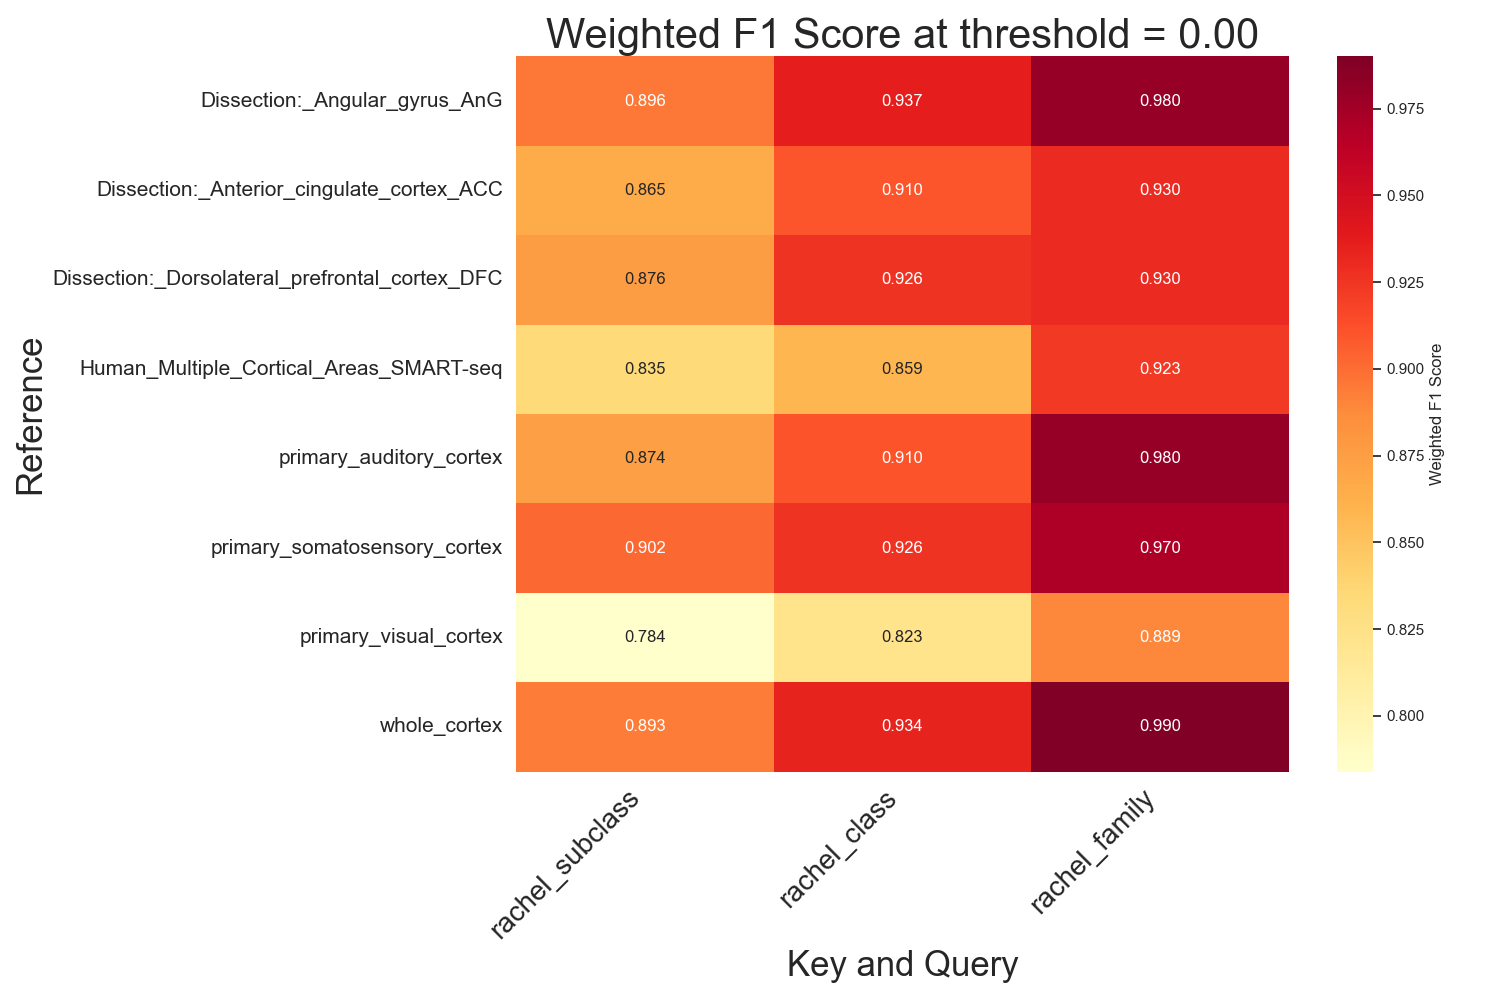 Weighted F1 Score at threshold = 0.00
Reference
Dissection:_Angular_gyrus_AnG 0.896 0.937 0.980
Dissection:_Anterior_cingulate_cortex_ACC 0.865 0.910 0.930
Dissection:_Dorsolateral_prefrontal_cortex_DFC 0.876 0.926 0.930
Human_Multiple_Cortical_Areas_SMART-seq 0.835 0.859 0.923
primary_auditory_cortex 0.874 0.910 0.980
primary_somatosensory_cortex 0.902 0.926 0.970
primary_visual_cortex 0.784 0.823 0.889
whole_cortex 0.893 0.934 0.990
rachel_subclass
rachel_class
rachel_family
Key and Query
0.975
0.950
0.925
0.900
0.875
0.850
0.825
0.800
Weighted F1 Score